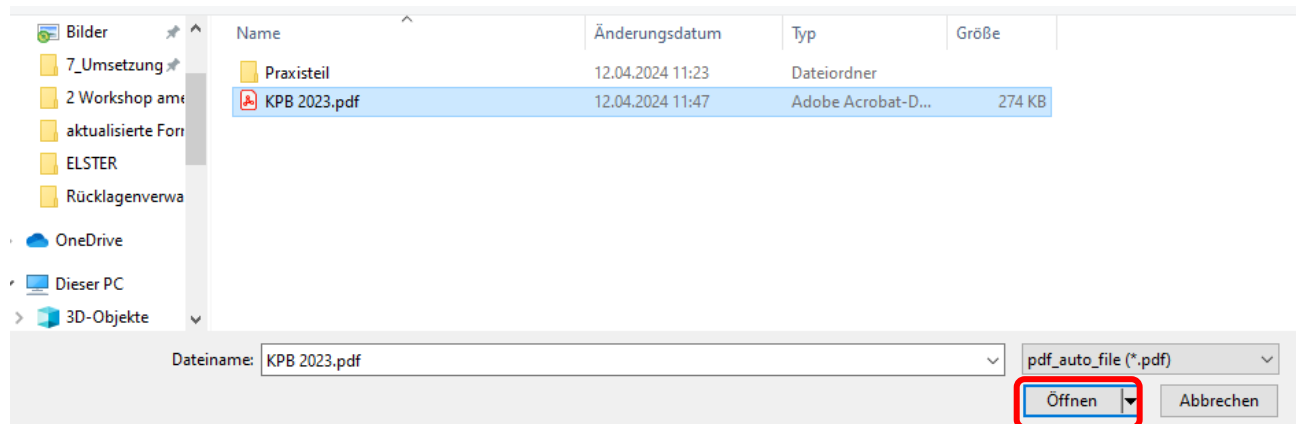 Bilder
7_Umsetzung
2 Workshop ame
aktualisierte Forr
ELSTER
Rücklagenverwa
OneDrive
Dieser PC
3D-Objekte
Name Änderungsdatum Typ Größe
Praxisteil 12.04.2024 11:23 Dateiordner
KPB 2023.pdf 12.04.2024 11:47 Adobe Acrobat-D... 274 KB
Dateiname: KPB 2023.pdf pdf_auto_file (*.pdf)
Öffnen Abbrechen